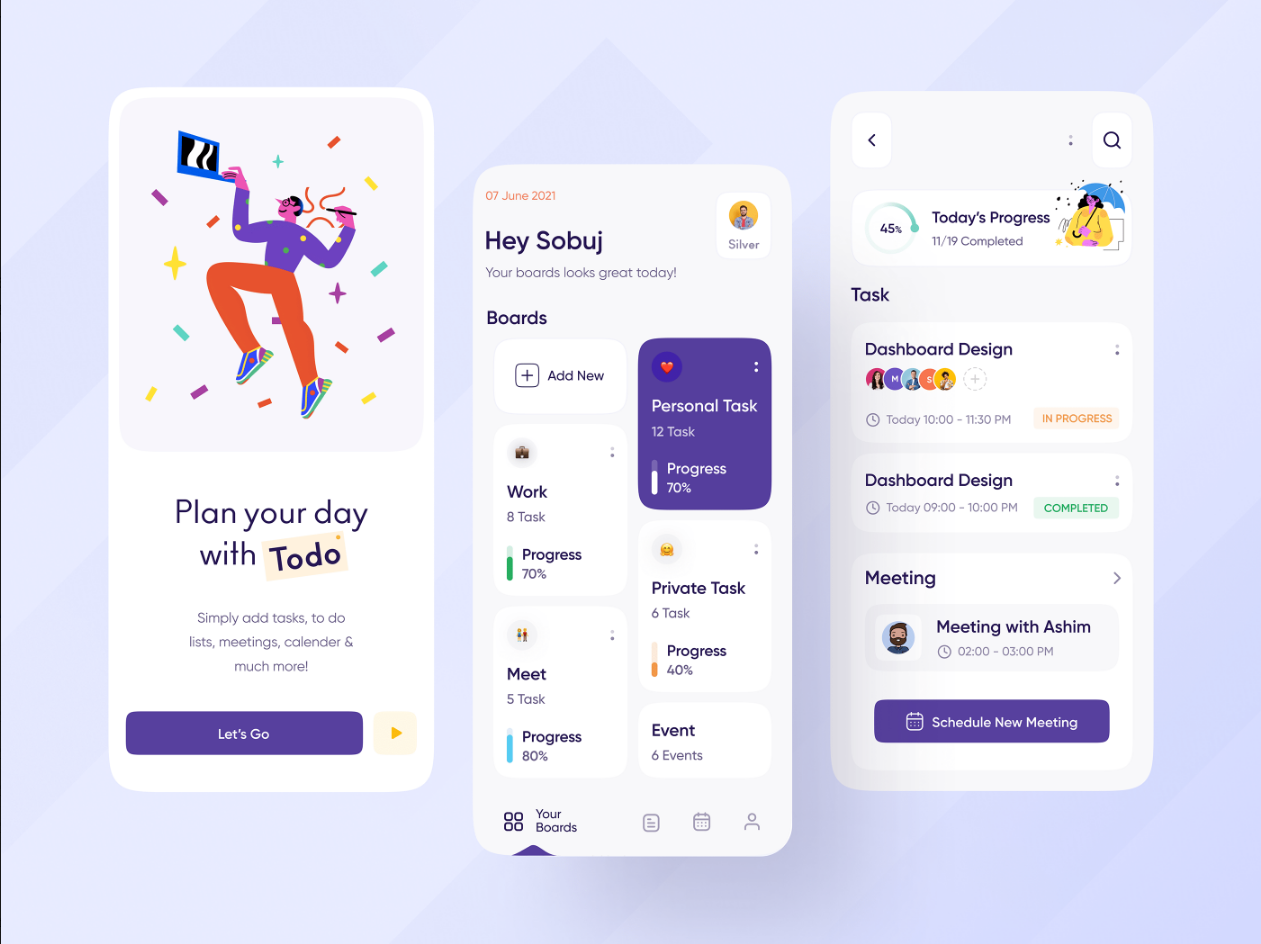 Plan your day
with Todo
Simply add tasks, to do
lists, meetings, calender &
much more!
Let's Go
07 June 2021
Hey Sobuj
Your boards looks great today!
Silver
Boards
Add New
Work
8 Task
Progress
70%
Meet
5 Task
Progress
80%
Personal Task
12 Task
Progress
70%
Private Task
6 Task
Progress
40%
Event
6 Events
Your
Boards
45%
Today's Progress
11/19 Completed
Task
Dashboard Design
M
S
Today 10:00 - 11:30 PM
IN PROGRESS
Dashboard Design
Today 09:00 - 10:00 PM
COMPLETED
Meeting
Meeting with Ashim
02:00 - 03:00 PM
Schedule New Meeting